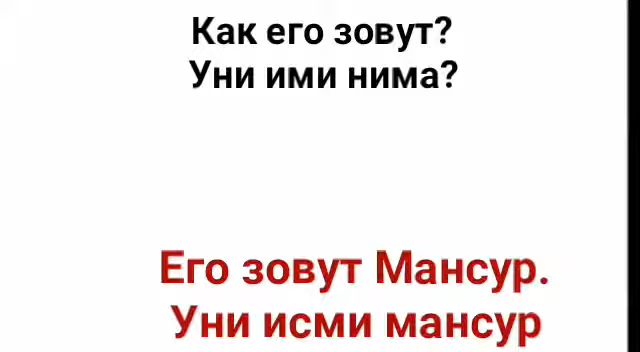 Как его зовут?
Уни ими нима?
Его зовут Мансур.
Уни исми мансур